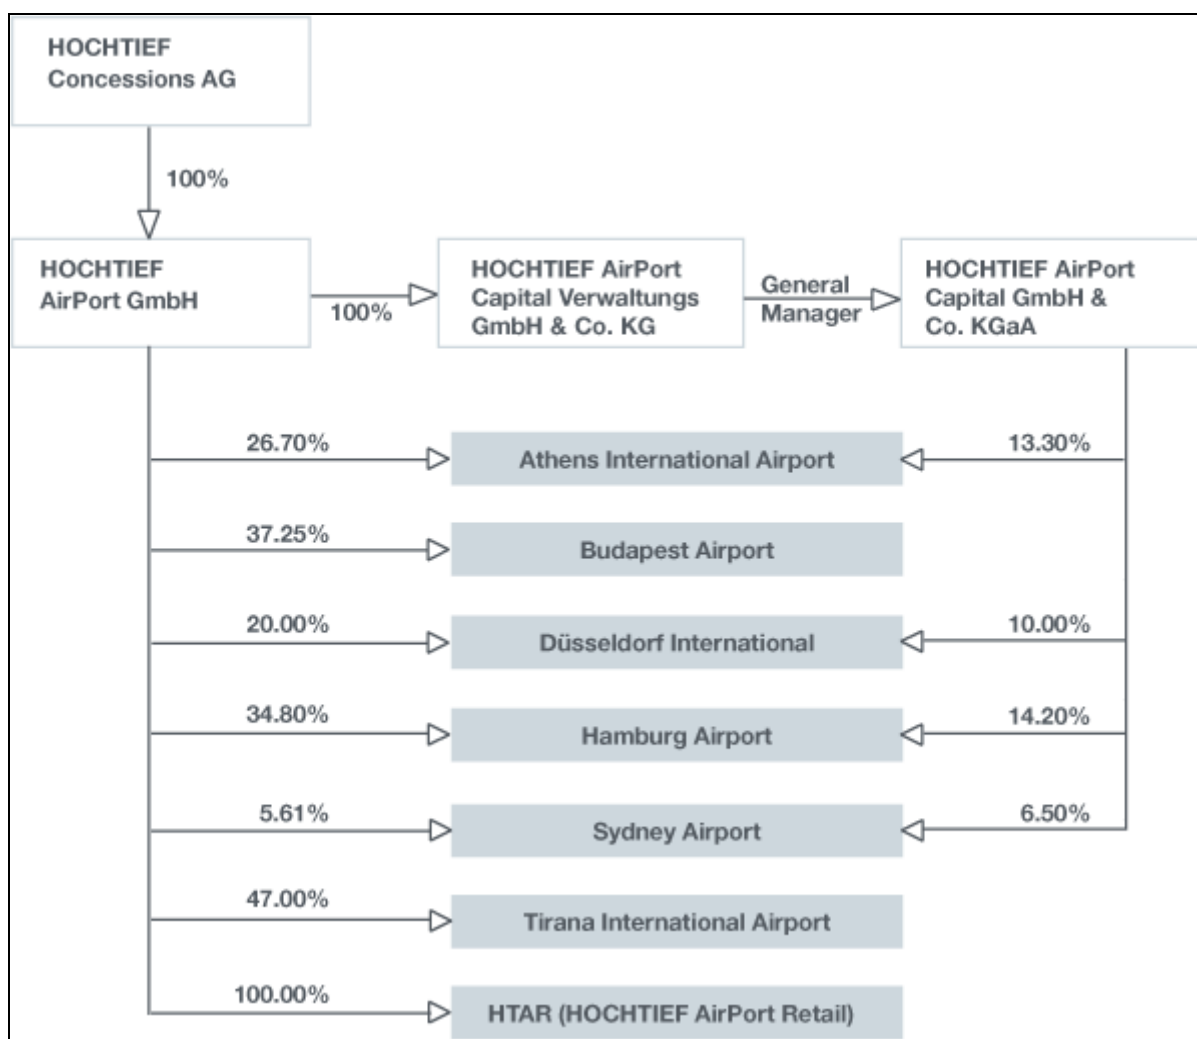 HOCHTIEF
Concessions AG
100%
HOCHTIEF
AirPort GmbH
100%
HOCHTIEF AirPort
Capital Verwaltungs
GmbH & Co. KG
General
Manager
HOCHTIEF AirPort
Capital GmbH &
Co. KGaA
26.70%
Athens International Airport
13.30%
37.25%
Budapest Airport
20.00%
Düsseldorf International
10.00%
34.80%
Hamburg Airport
14.20%
5.61%
Sydney Airport
6.50%
47.00%
Tirana International Airport
100.00%
HTAR (HOCHTIEF AirPort Retail)